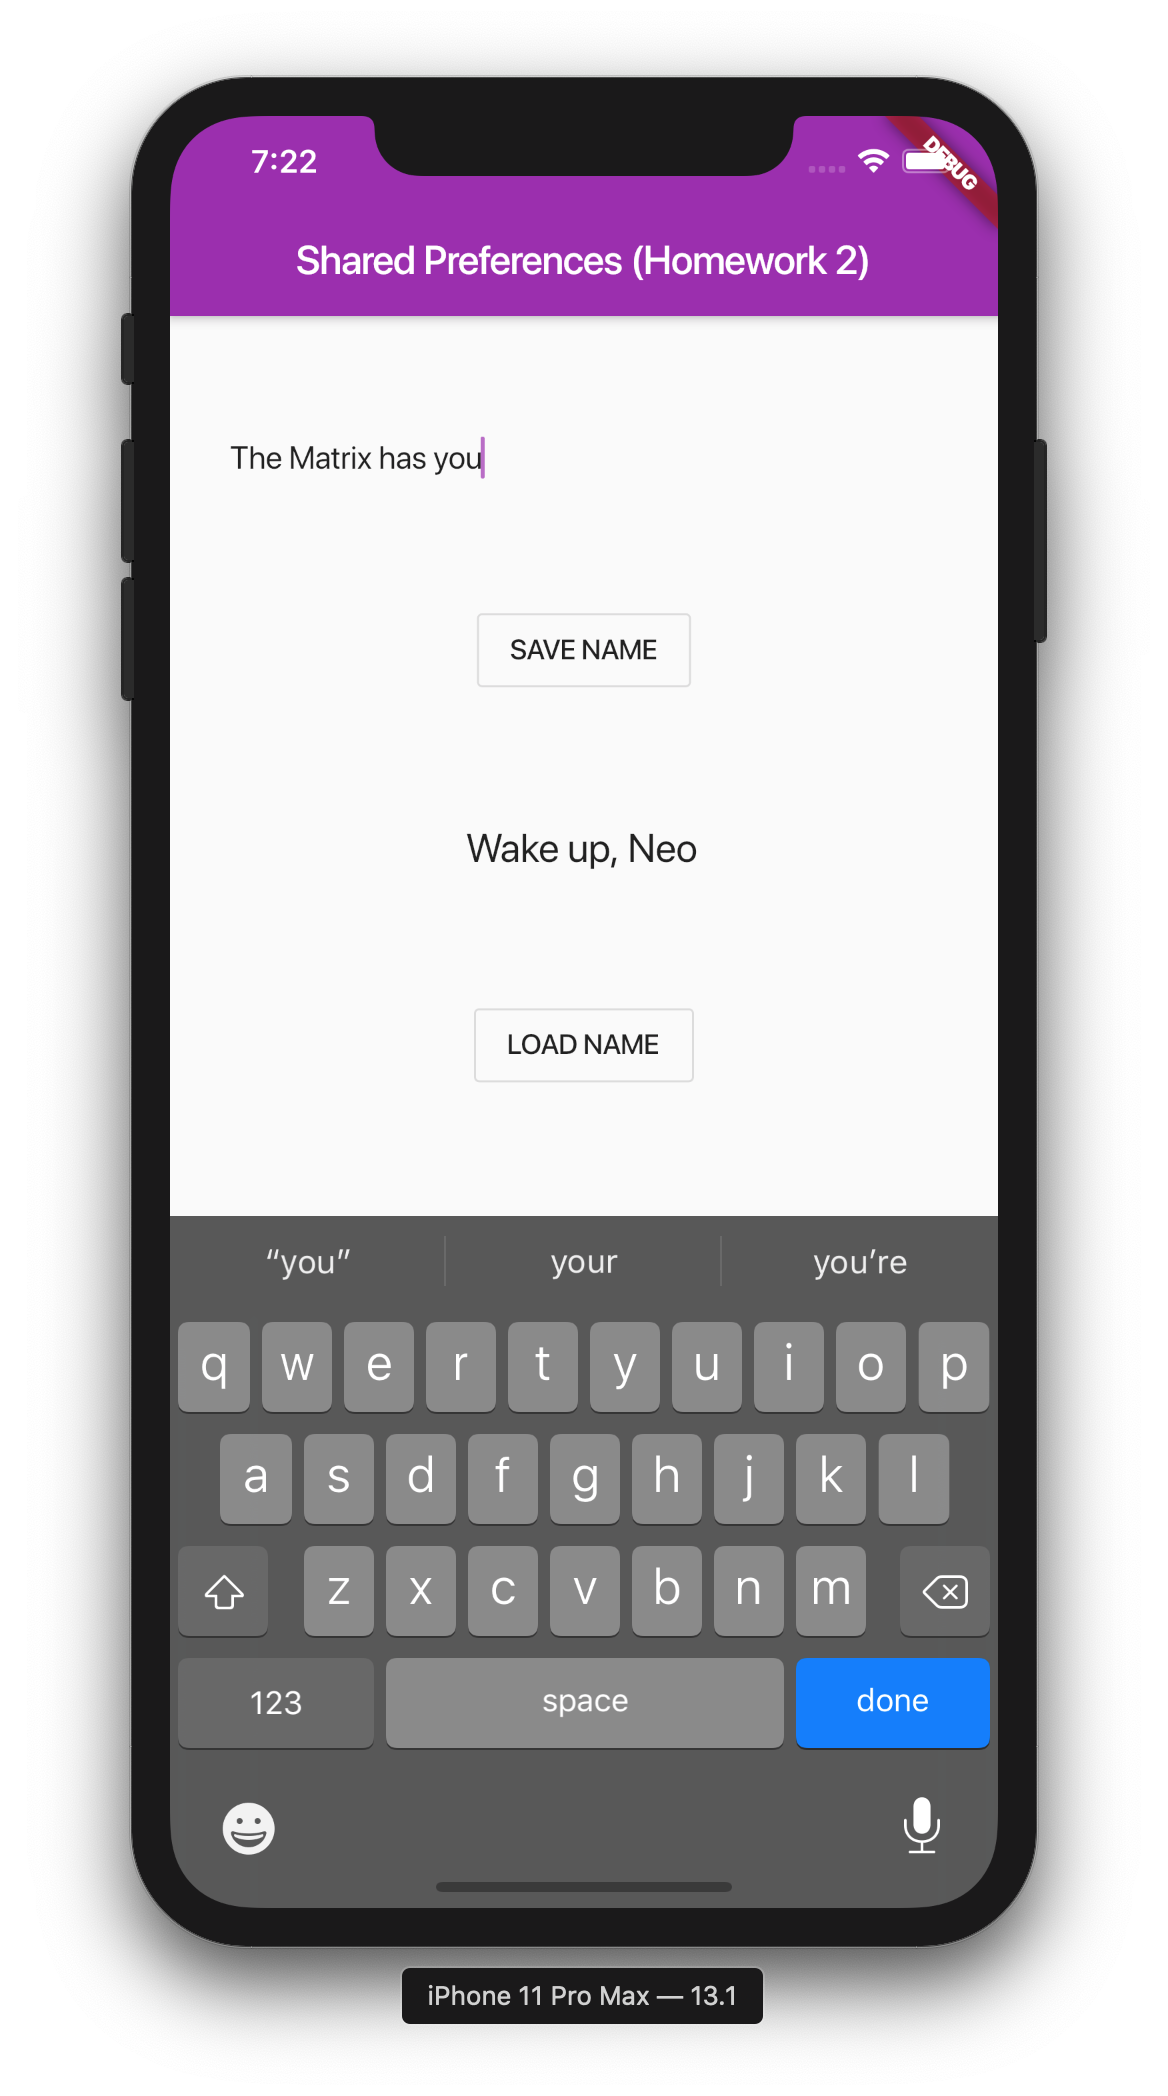 7:22
DEBUG
Shared Preferences (Homework 2)
The Matrix has you
SAVE NAME
Wake up, Neo
LOAD NAME
“you” your you’re
q w e r t y u i o p
a s d f g h j k l
z x c v b n m
123 space done
iPhone 11 Pro Max — 13.1